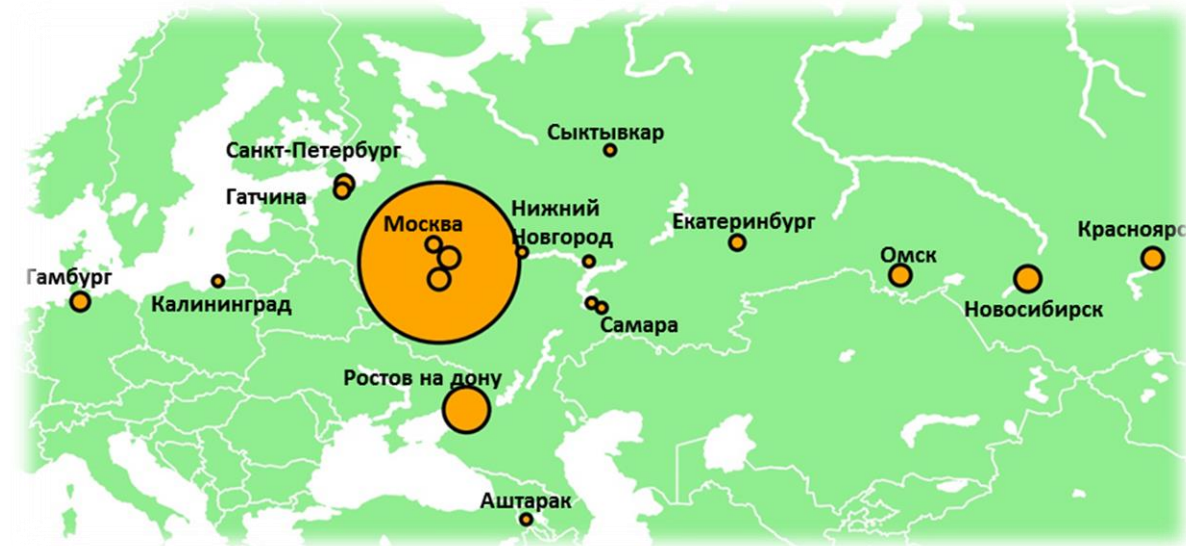 Сыктывкар
Санкт-Петербург
Гатчина
Москва
Нижний
Новгород
Екатеринбург
Красноярс
Омск
Гамбург
Калининград
Новосибирск
Самара
Ростов на дону
Аштарак